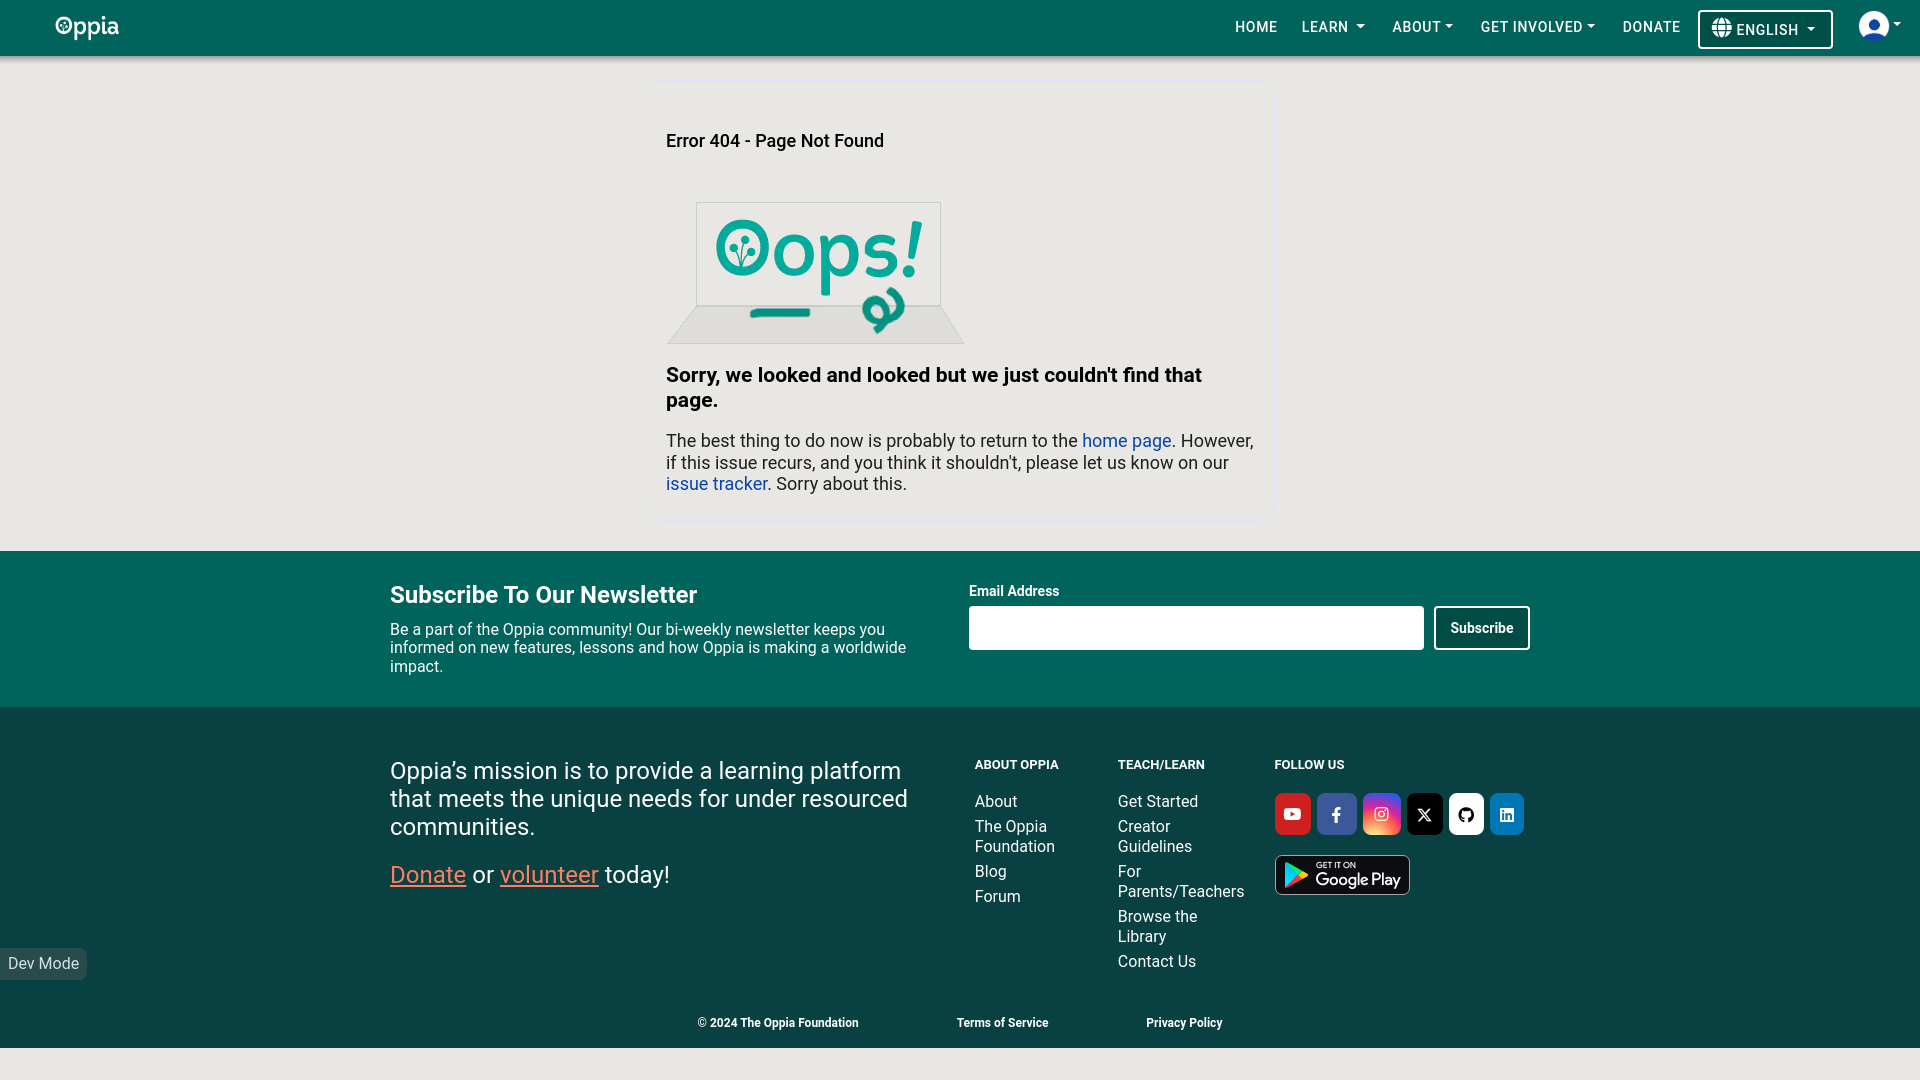 Oppia
HOME LEARN ABOUT GET INVOLVED DONATE ENGLISH
Error 404 - Page Not Found
Oops!
Sorry, we looked and looked but we just couldn't find that
page.
The best thing to do now is probably to return to the home page. However,
if this issue recurs, and you think it shouldn't, please let us know on our
issue tracker. Sorry about this.
Subscribe To Our Newsletter
Be a part of the Oppia community! Our bi-weekly newsletter keeps you
informed on new features, lessons and how Oppia is making a worldwide
impact.
Email Address
Subscribe
Oppia’s mission is to provide a learning platform
that meets the unique needs for under resourced
communities.
Donate or volunteer today!
ABOUT OPPIA
About
The Oppia
Foundation
Blog
Forum
TEACH/LEARN
Get Started
Creator
Guidelines
For
Parents/Teachers
Browse the
Library
Contact Us
FOLLOW US
GET IT ON
Google Play
Dev Mode
© 2024 The Oppia Foundation
Terms of Service
Privacy Policy